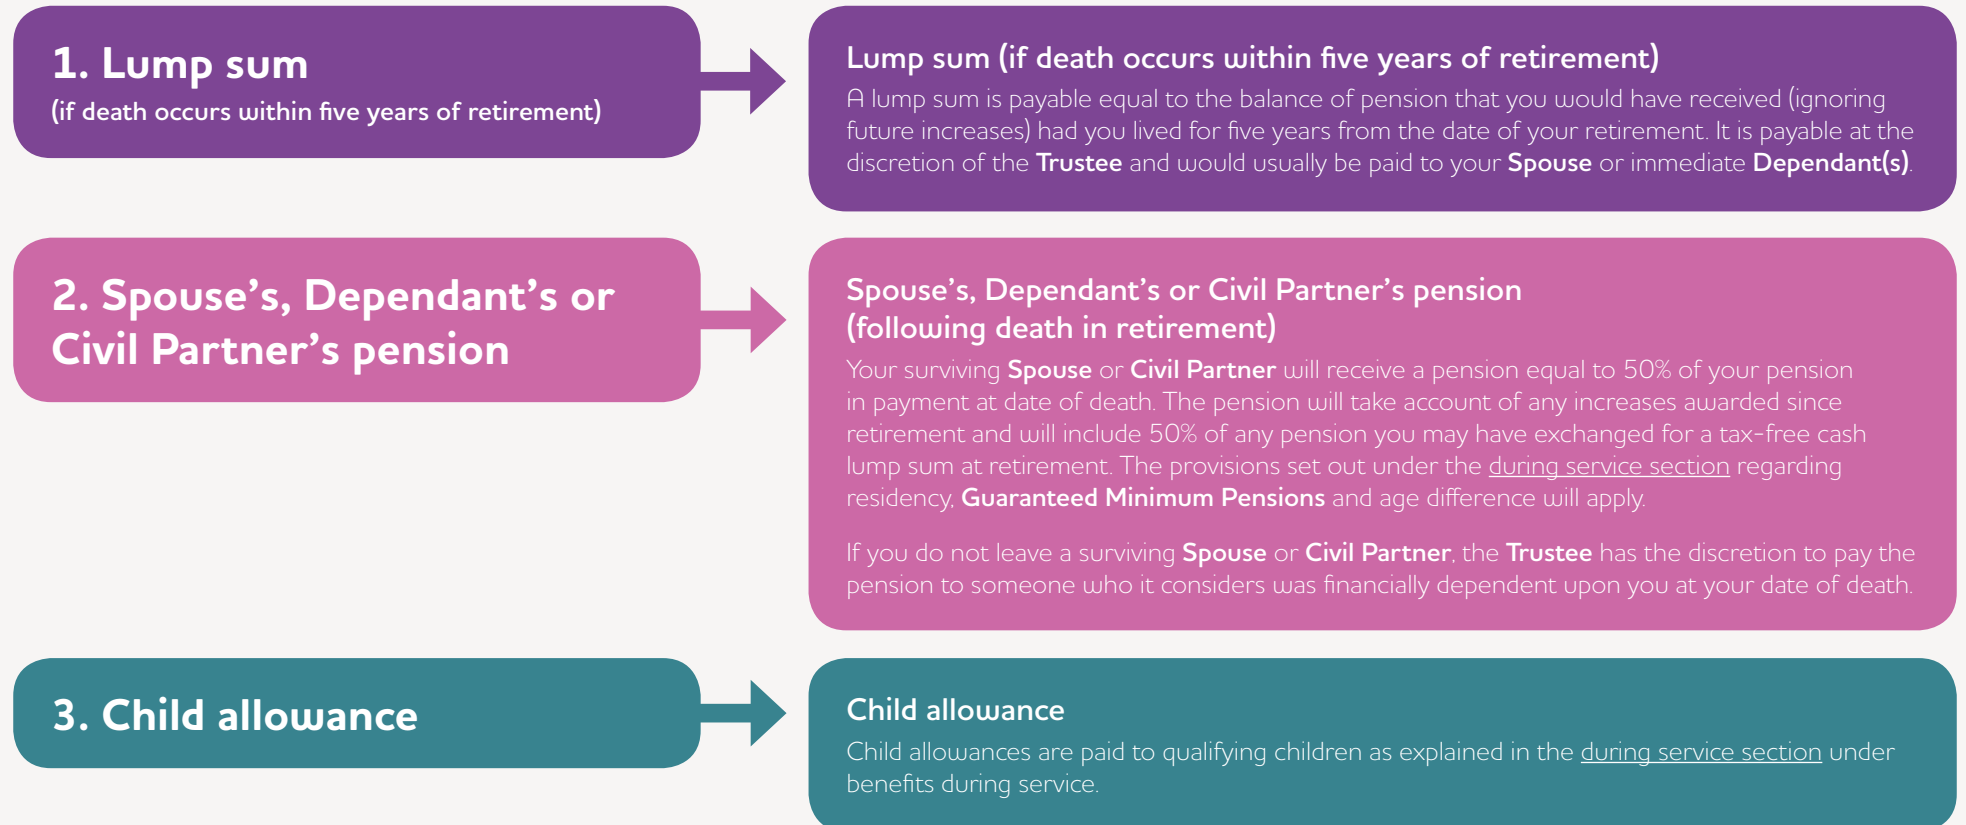 1. Lump sum
(if death occurs within five years of retirement)
Lump sum (if death occurs within five years of retirement)
A lump sum is payable equal to the balance of pension that you would have received (ignoring
future increases) had you lived for five years from the date of your retirement. It is payable at the
discretion of the Trustee and would usually be paid to your Spouse or immediate Dependant(s).
2. Spouse’s, Dependant’s or
Civil Partner’s pension
Spouse’s, Dependant’s or Civil Partner’s pension
(following death in retirement)
Your surviving Spouse or Civil Partner will receive a pension equal to 50% of your pension
in payment at date of death. The pension will take account of any increases awarded since
retirement and will include 50% of any pension you may have exchanged for a tax-free cash
lump sum at retirement. The provisions set out under the during service section regarding
residency, Guaranteed Minimum Pensions and age difference will apply.
If you do not leave a surviving Spouse or Civil Partner, the Trustee has the discretion to pay the
pension to someone who it considers was financially dependent upon you at your date of death.
3. Child allowance
Child allowance
Child allowances are paid to qualifying children as explained in the during service section under
benefits during service.